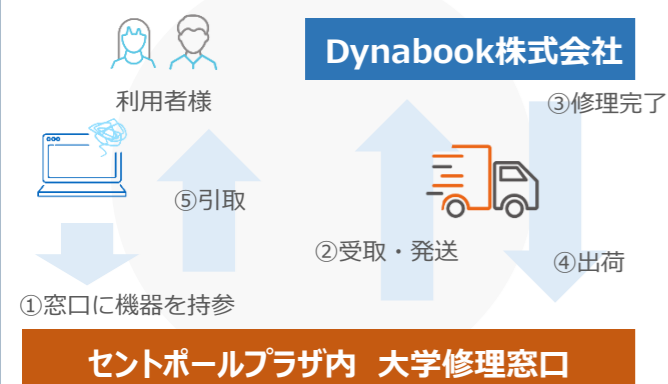 Dynabook株式会社
利用者様
③修理完了
⑤引取
②受取・発送
④出荷
①窓口に機器を持参
セントポールプラザ内 大学修理窓口